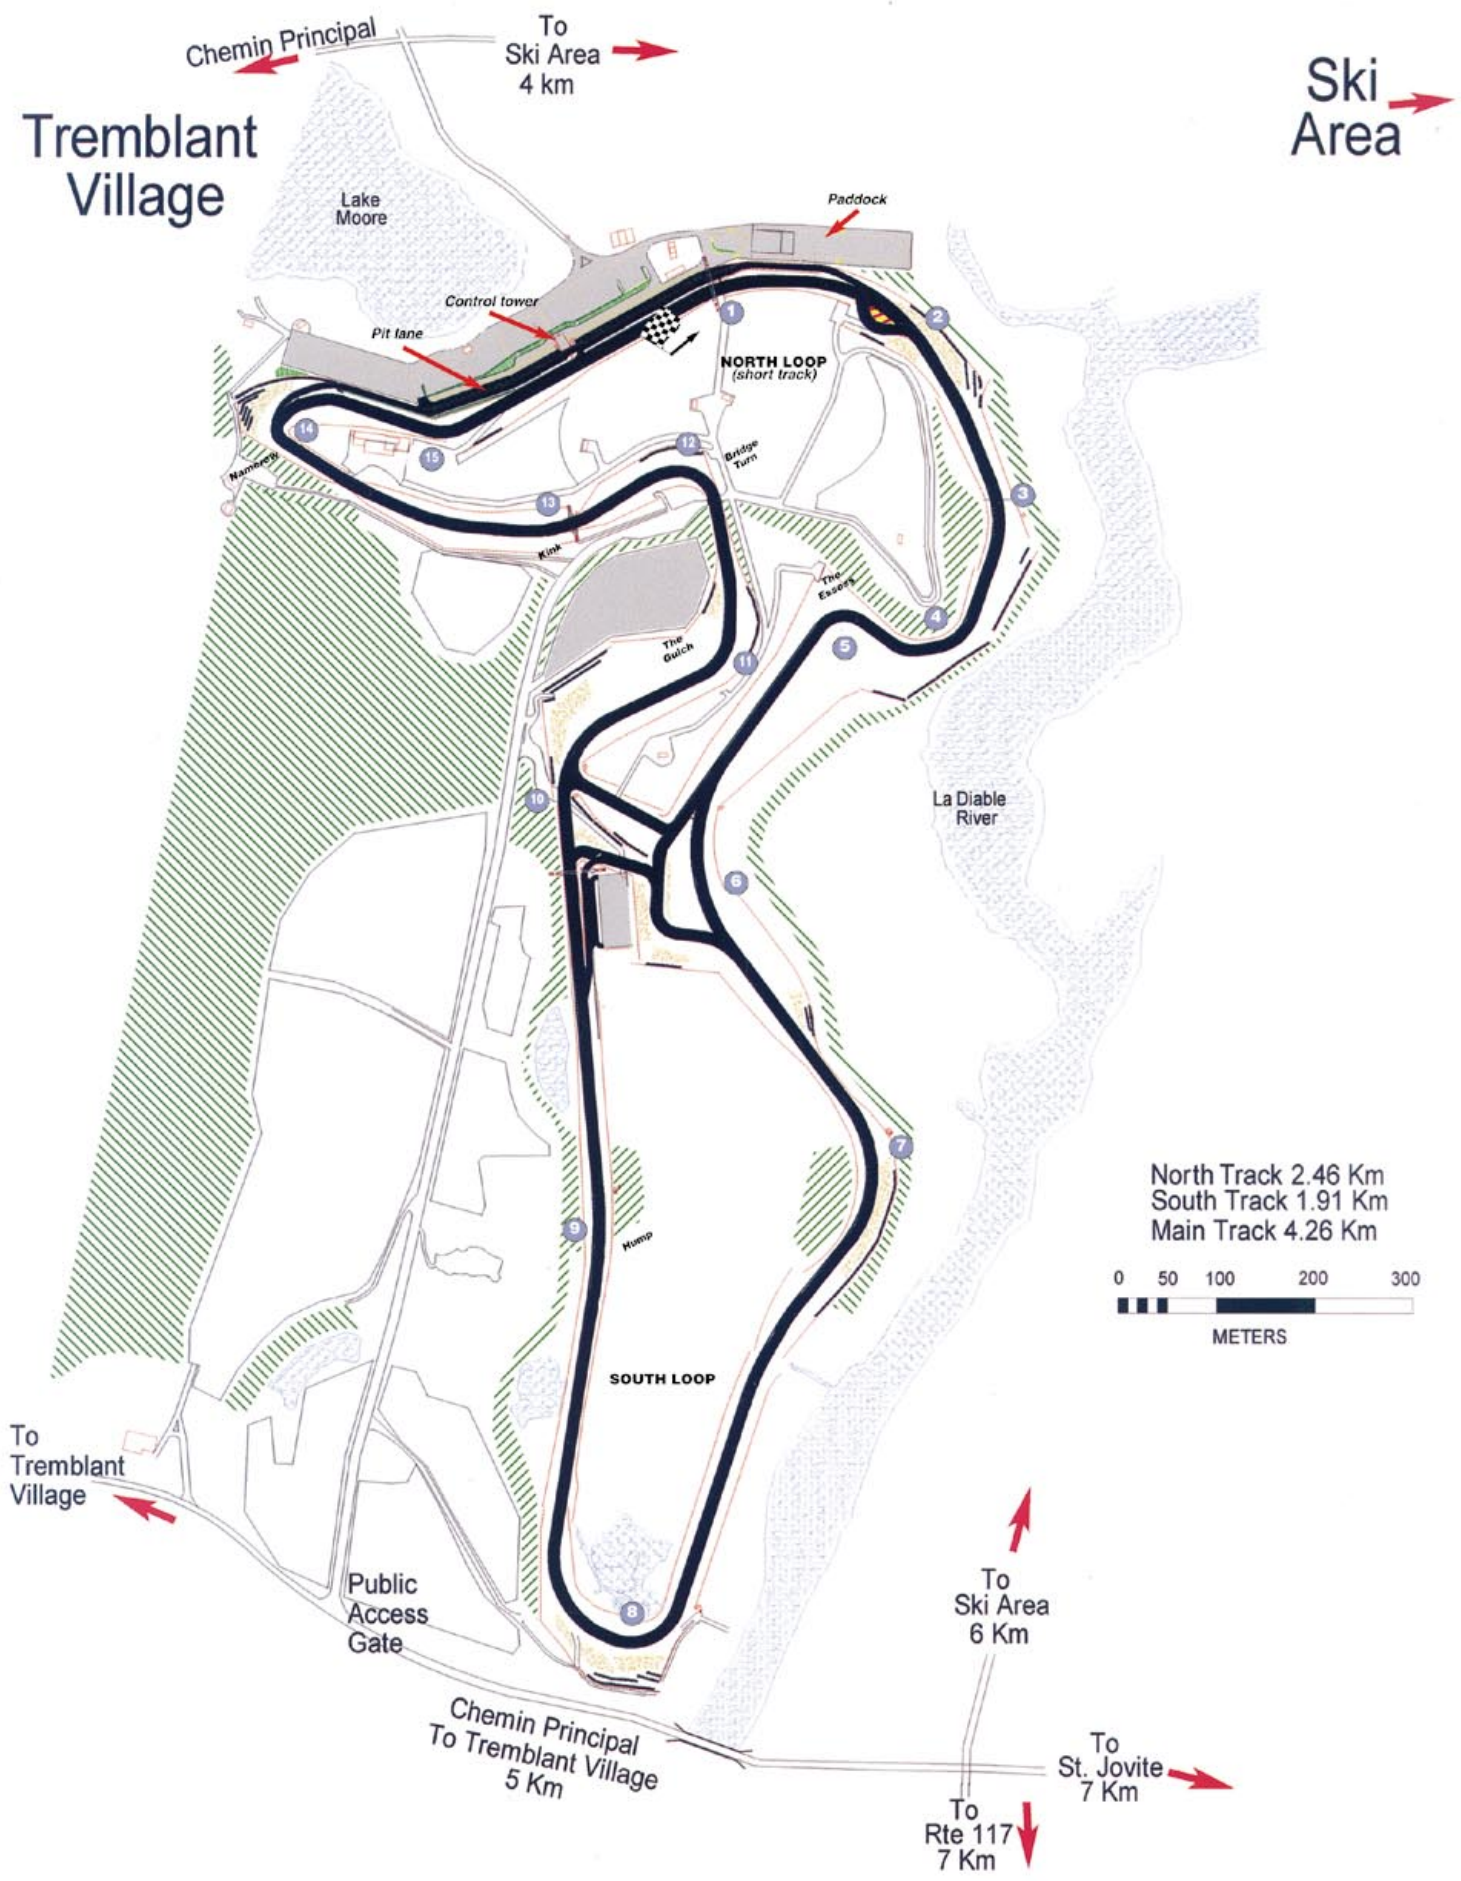 Chemin Principal
To
Ski Area
4 km
Ski
Area
Tremblant
Village
Lake
Moore
Paddock
Control tower
Pit lane
1
2
NORTH LOOP
(short track)
14
15
12
Bridge
Turn
Namerow
13
3
Kink
The
Esses
4
5
The
Gulch
11
10
La Diable
River
6
7
North Track 2.46 Km
South Track 1.91 Km
Main Track 4.26 Km
9
Hump
0 50 100 200 300
METERS
SOUTH LOOP
To
Tremblant
Village
Public
Access
Gate
8
To
Ski Area
6 Km
Chemin Principal
To Tremblant Village
5 Km
To
St. Jovite
7 Km
To
Rte 117
7 Km